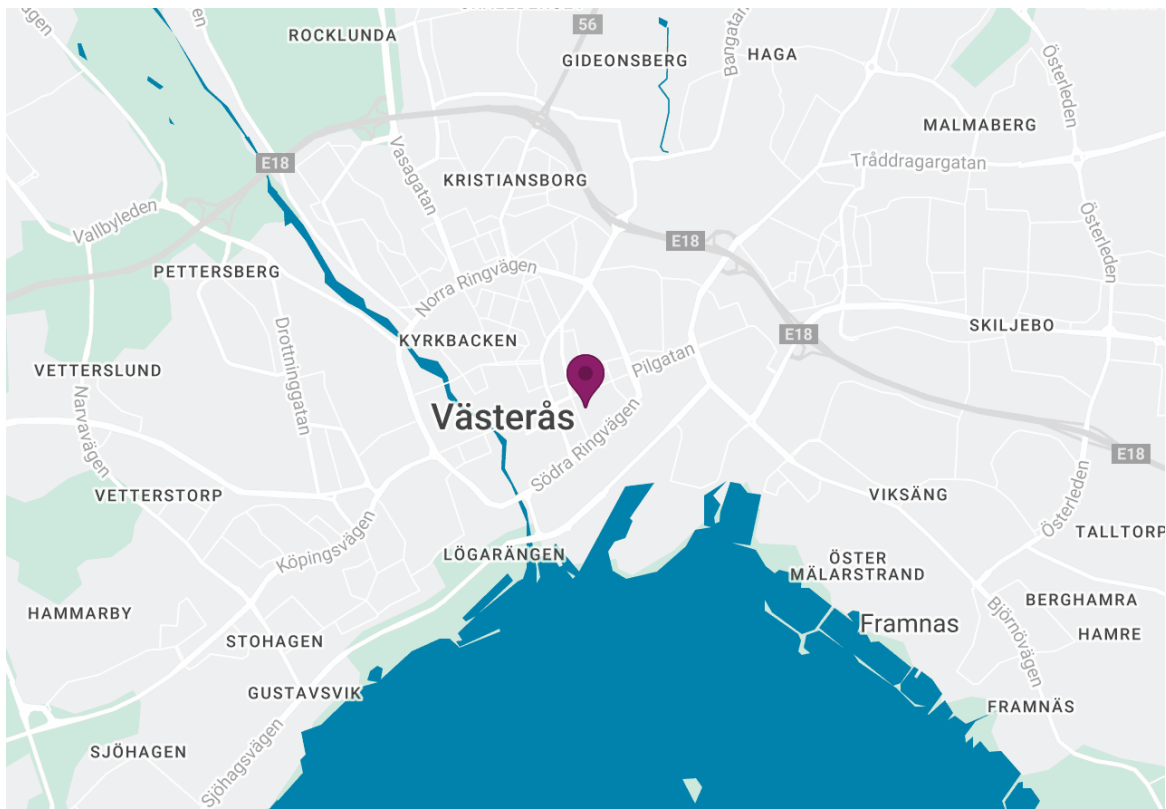 56
ROCKLUNDA
GIDEONSBERG
HAGA
Bangatan
Österleden
MALMABERG
E18
Vasagatan
Tråddragargatan
KRISTIANSBORG
Vallbyleden
Österleden
E18
PETTERSBERG
Norra Ringvägen
SKILJEBO
E18
KYRKBACKEN
Drottninggatan
Pilgatan
VETTERSLUND
Narvavägen
Västerås
Södra Ringvägen
E18
VETTERSTORP
VIKSÄNG
Österleden
TALLTORP
Köpingsvägen
LÖGARÄNGEN
ÖSTER
MÄLARSTRAND
HAMMARBY
BERGHAMRA
Framnas
STOHAGEN
HAMRE
Björnövägen
GUSTAVSVIK
FRAMNÄS
SJÖHAGEN
Sjöhagsvägen